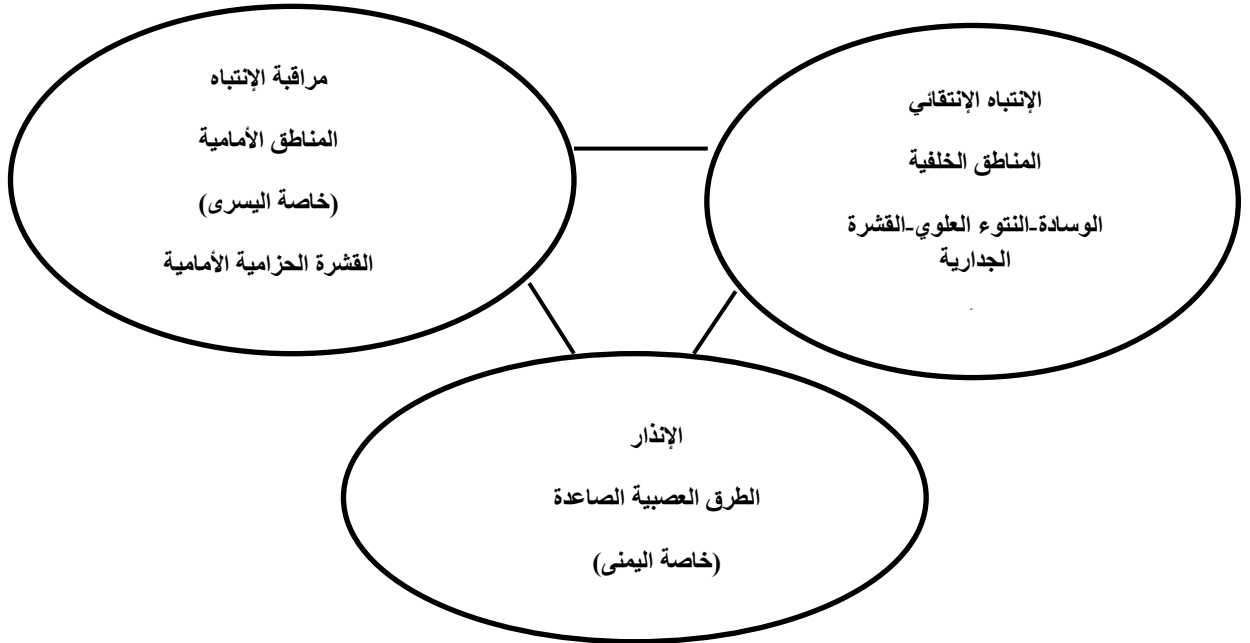 الإنتباه الإنتقائي
المناطق الخلفية
الوسادة-النتوء العلوي-القشرة
الجدارية
مراقبة الإنتباه
المناطق الأمامية
(خاصة اليسرى)
القشرة الحزامية الأمامية
الإنذار
الطرق العصبية الصاعدة
(خاصة اليمنى)